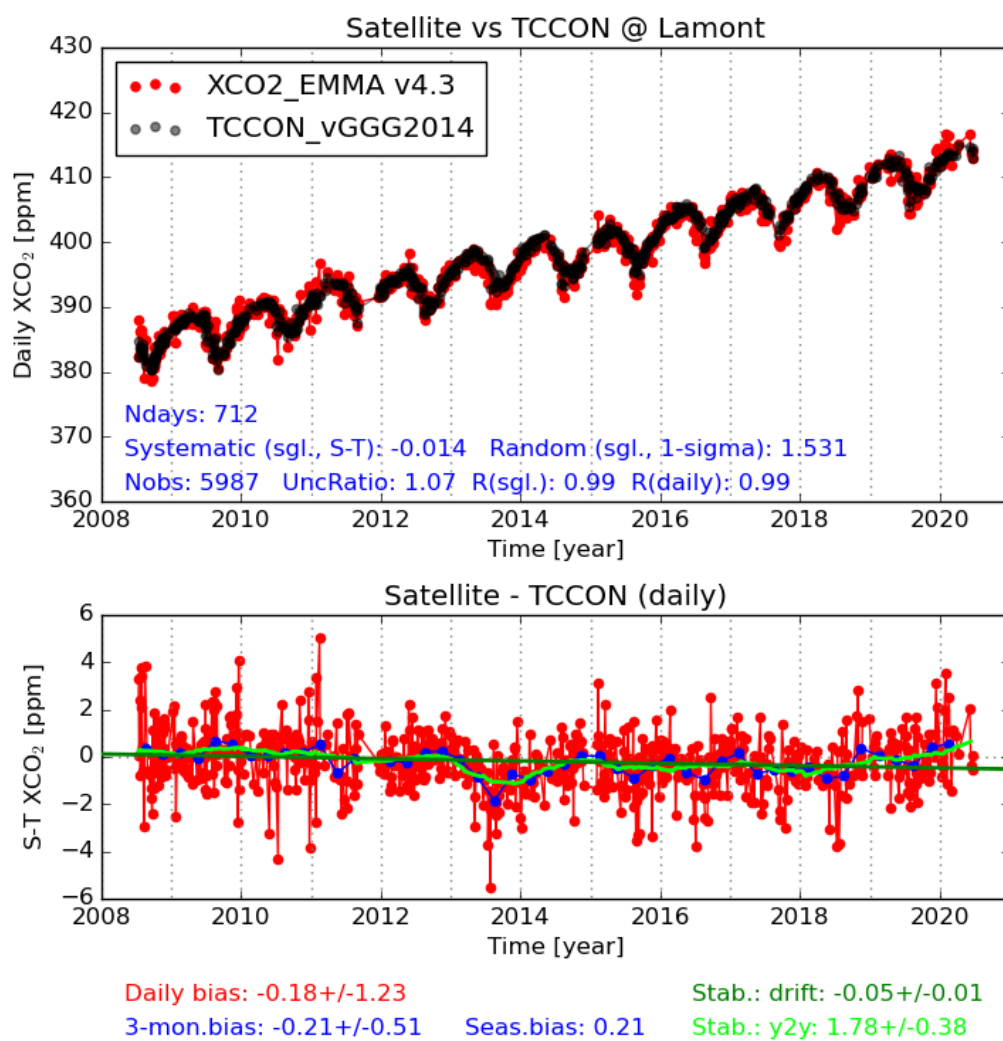 Satellite vs TCCON @ Lamont
430
420
410
400
390
380
370
360
Daily XCO₂ [ppm]
XCO2_EMMA v4.3
TCCON_vGGG2014
Ndays: 712
Systematic (sgl., S-T): -0.014 Random (sgl., 1-sigma): 1.531
Nobs: 5987 UncRatio: 1.07 R(sgl.): 0.99 R(daily): 0.99
2008 2010 2012 2014 2016 2018 2020
Time [year]
Satellite - TCCON (daily)
6
4
2
0
−2
−4
−6
S-T XCO₂ [ppm]
2008 2010 2012 2014 2016 2018 2020
Time [year]
Daily bias: -0.18+/-1.23 Stab.: drift: -0.05+/-0.01
3-mon.bias: -0.21+/-0.51 Seas.bias: 0.21 Stab.: y2y: 1.78+/-0.38